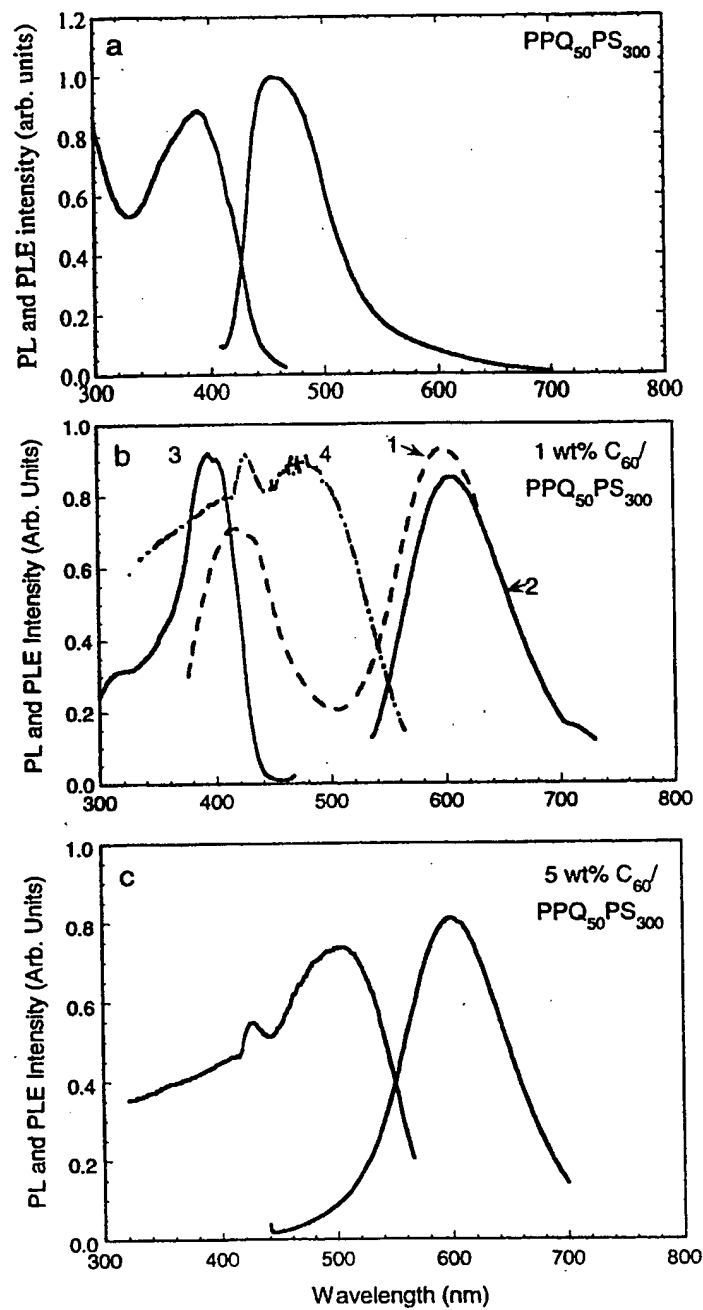 PL and PLE intensity (arb. units)
1.2
1.0
0.8
0.6
0.4
0.2
0.0
a
PPQ₅₀PS₃₀₀
300 400 500 600 700 800
PL and PLE Intensity (Arb. Units)
1.0
0.8
0.6
0.4
0.2
0.0
b 3 4 1
1 wt% C₆₀/
PPQ₅₀PS₃₀₀
2
300 400 500 600 700 800
PL and PLE Intensity (Arb. Units)
1.0
0.8
0.6
0.4
0.2
0.0
c
5 wt% C₆₀/
PPQ₅₀PS₃₀₀
300 400 500 600 700 800
Wavelength (nm)